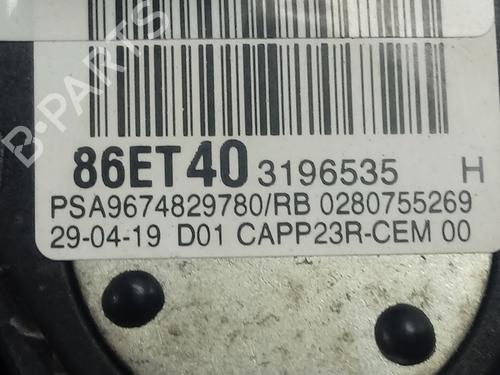 B-PARTS
86ET40 3196535 H
PSA9674829780/RB 0280755269
29-04-19 D01 CAPP23R-CEM 00